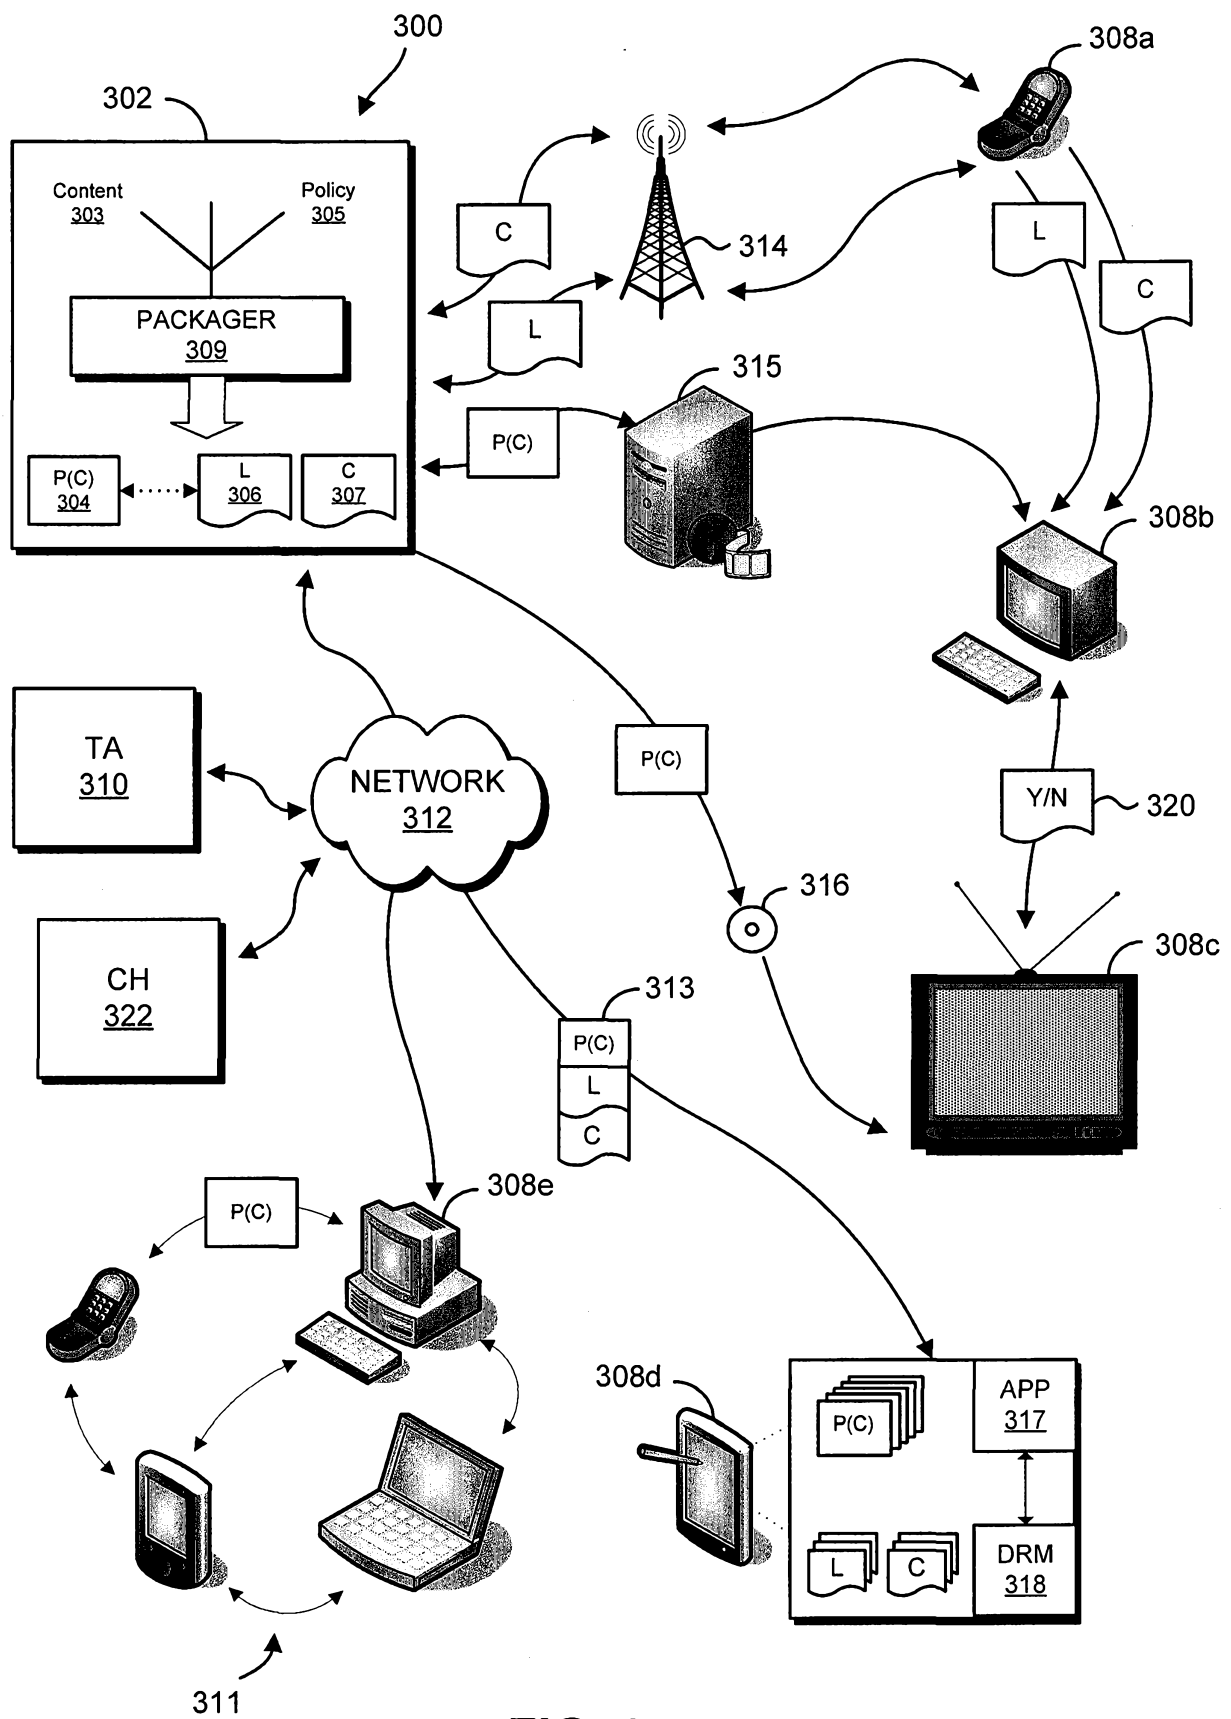 300
308a
302
Content
303
Policy
305
C
314
L
L
C
PACKAGER
309
315
P(C)
P(C)
304
L
306
C
307
308b
TA
310
NETWORK
312
P(C)
Y/N
320
316
CH
322
308c
313
P(C)
L
C
308e
P(C)
308d
P(C)
APP
317
L
C
DRM
318
311